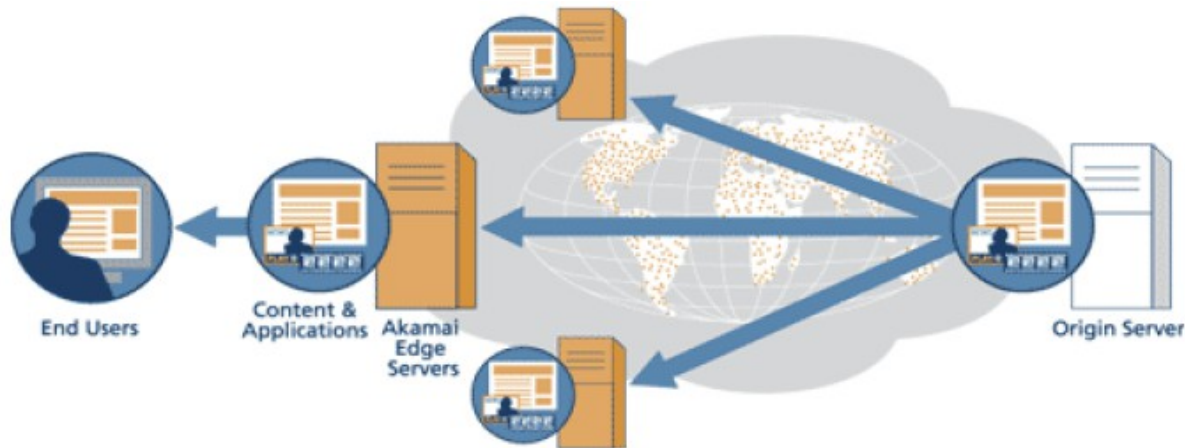 End Users
Content &
Applications
Akamai
Edge
Servers
Origin Server